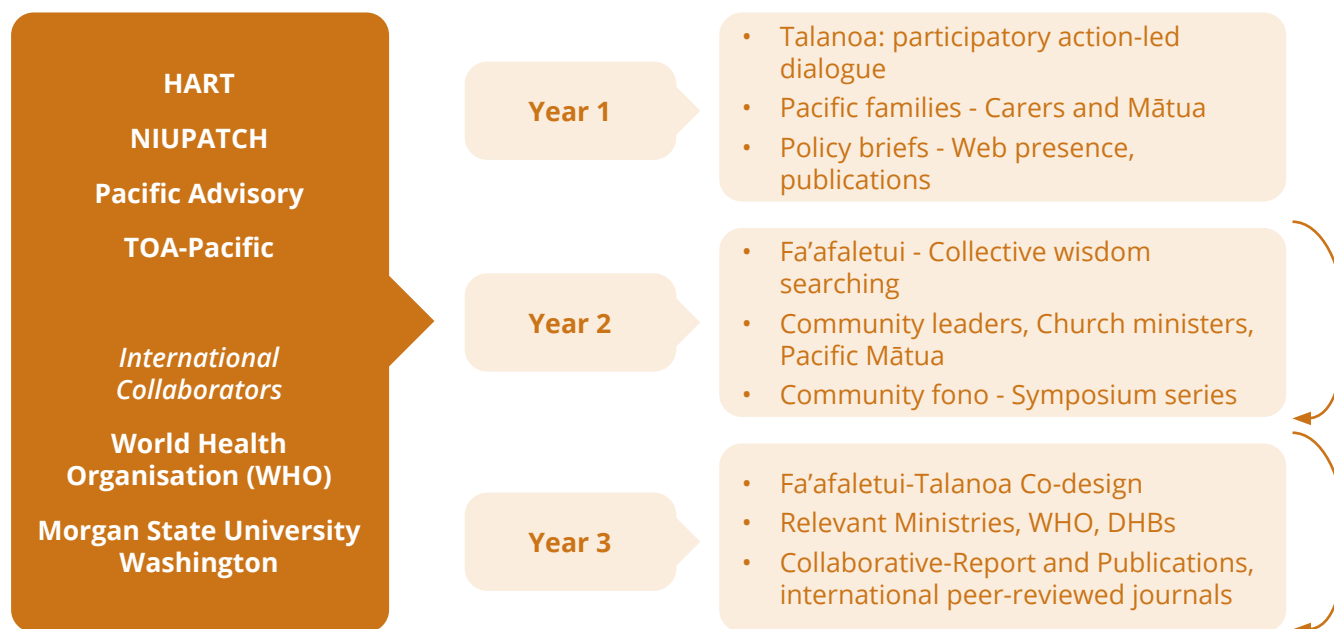 HART
NIUPATCH
Pacific Advisory
TOA-Pacific
International
Collaborators
World Health
Organisation (WHO)
Morgan State University
Washington
Year 1
• Talanoa: participatory action-led
dialogue
• Pacific families - Carers and Mātua
• Policy briefs - Web presence,
publications
Year 2
• Fa’afaletui - Collective wisdom
searching
• Community leaders, Church ministers,
Pacific Mātua
• Community fono - Symposium series
Year 3
• Fa’afaletui-Talanoa Co-design
• Relevant Ministries, WHO, DHBs
• Collaborative-Report and Publications,
international peer-reviewed journals